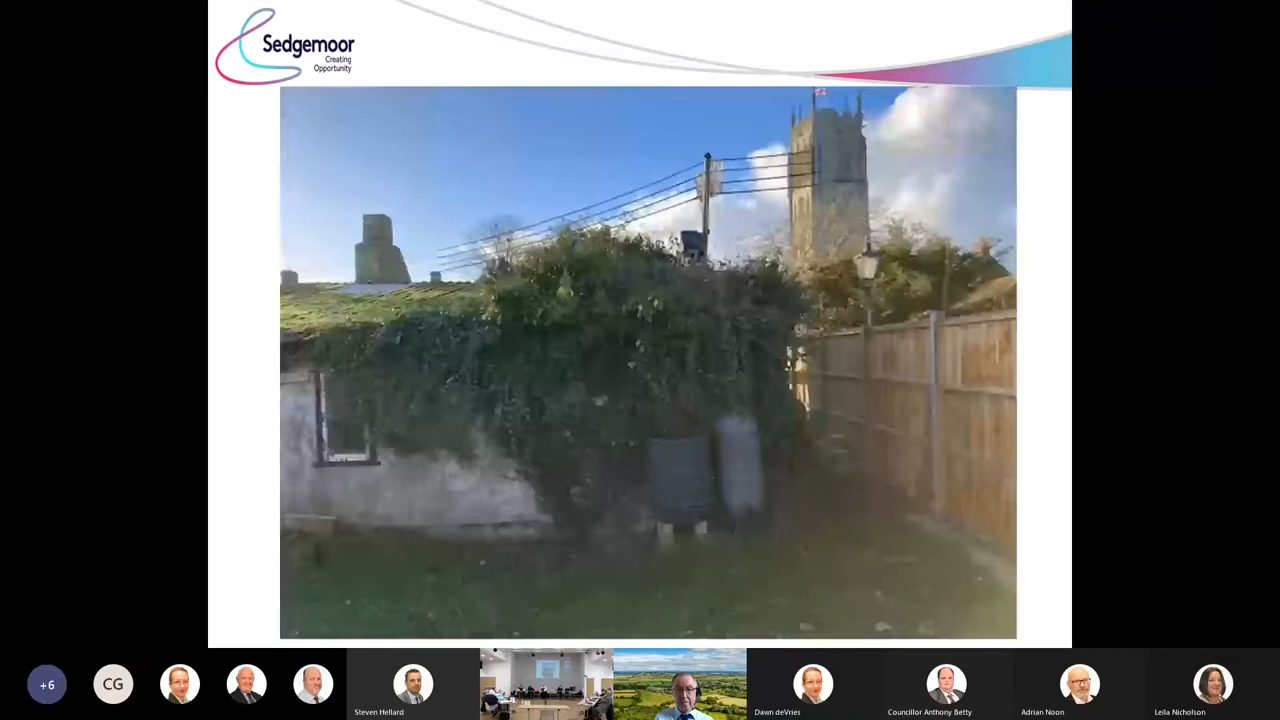 Sedgemoor
Creating
Opportunity
+6
CG
Steven Hellard
Dawn deVries
Councillor Anthony Betty
Adrian Noon
Leila Nicholson